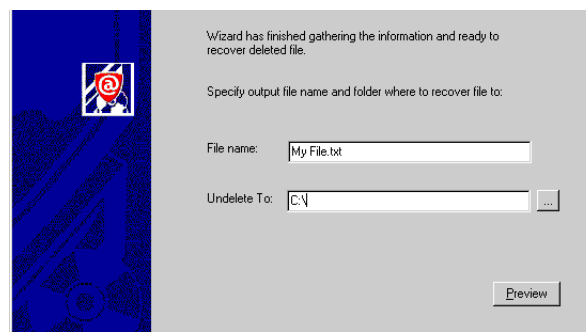 Wizard has finished gathering the information and ready to
recover deleted file.
Specify output file name and folder where to recover file to:
File name: My File.txt
Undelete To: C:\ ...
Preview